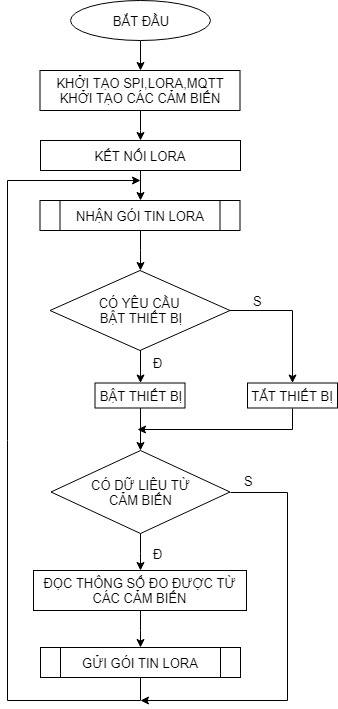 BẮT ĐẦU
KHỞI TẠO SPI,LORA,MQTT
KHỞI TẠO CÁC CẢM BIẾN
KẾT NỐI LORA
NHẬN GÓI TIN LORA
CÓ YÊU CẦU
BẬT THIẾT BỊ
S
Đ
BẬT THIẾT BỊ
TẮT THIẾT BỊ
CÓ DỮ LIỆU TỪ
CẢM BIẾN
S
Đ
ĐỌC THÔNG SỐ ĐO ĐƯỢC TỪ
CÁC CẢM BIẾN
GỬI GÓI TIN LORA